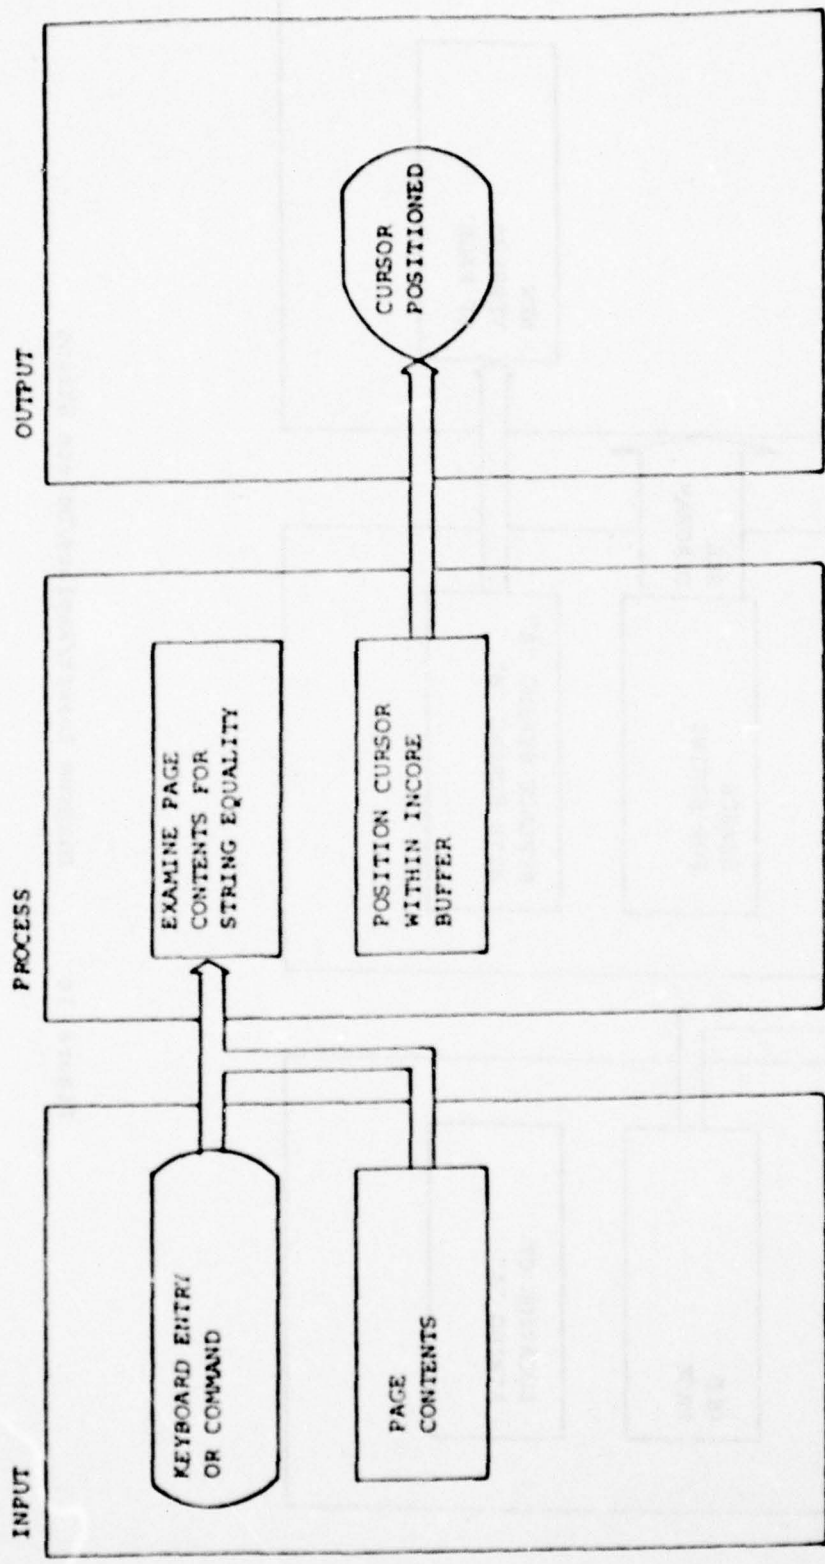 INPUT
KEYBOARD ENTRY
OR COMMAND
PAGE
CONTENTS
PROCESS
EXAMINE PAGE
CONTENTS FOR
STRING EQUALITY
POSITION CURSOR
WITHIN INCORE
BUFFER
OUTPUT
CURSOR
POSITIONED